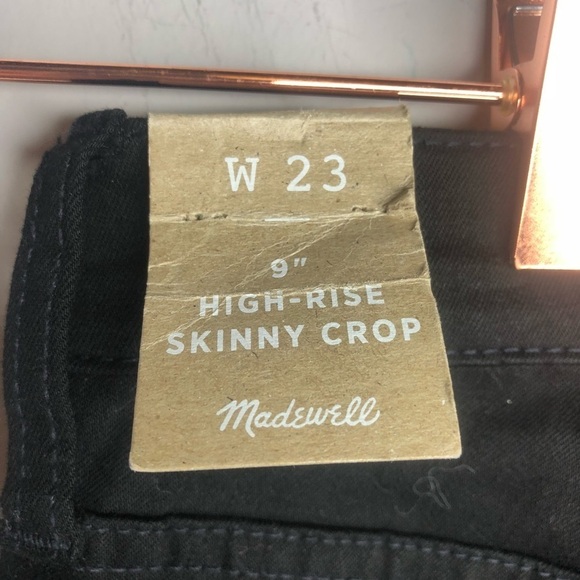 W 23
9"
HIGH-RISE
SKINNY CROP
Madewell